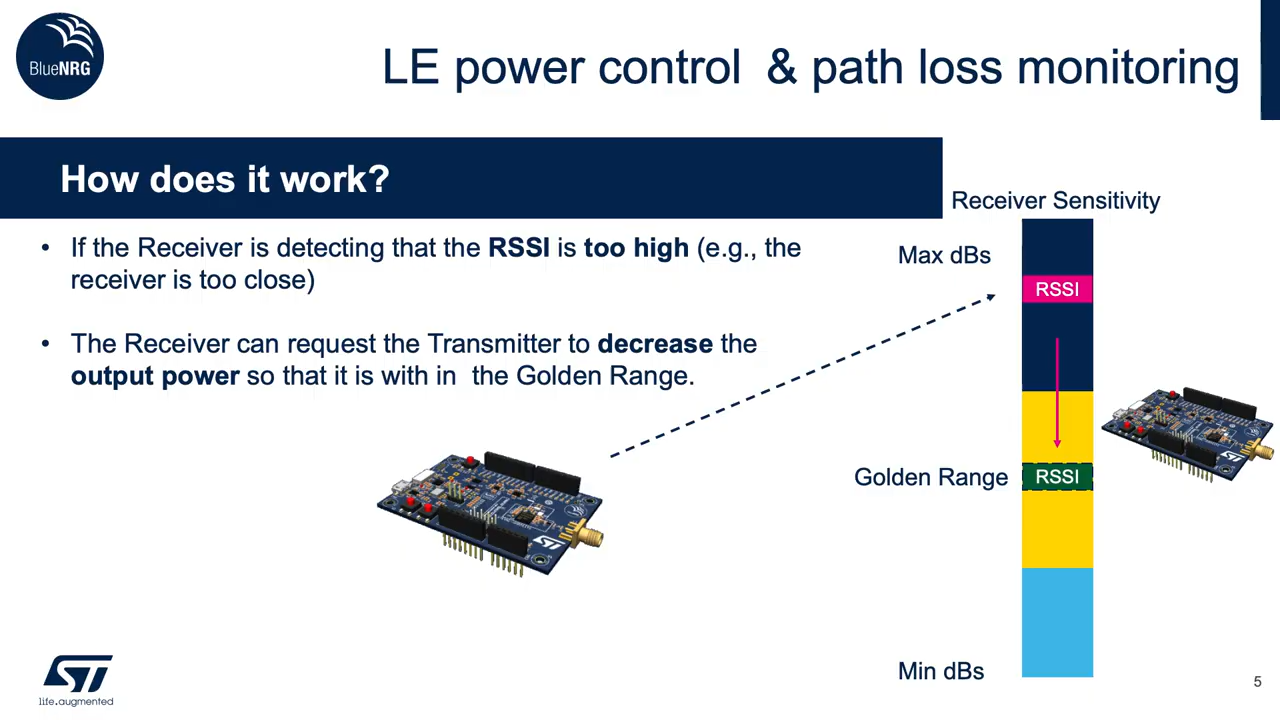 BlueNRG
LE power control & path loss monitoring
How does it work?
Receiver Sensitivity
• If the Receiver is detecting that the RSSI is too high (e.g., the
receiver is too close)
• The Receiver can request the Transmitter to decrease the
output power so that it is with in the Golden Range.
Max dBs
RSSI
Golden Range
RSSI
Min dBs
ST
ST
ST
life.augmented
5